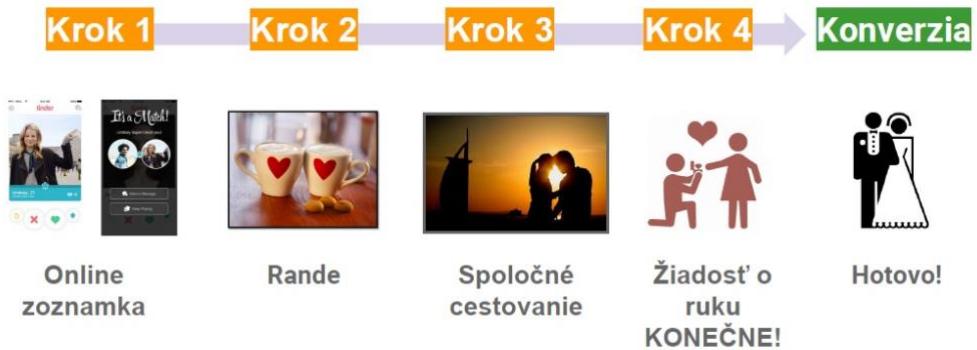 Krok 1
Krok 2
Krok 3
Krok 4
Konverzia
tinder
It's a Match!
Online
zoznamka
Rande
Spoločné
cestovanie
Žiadosť o
ruku
KONEČNE!
Hotovo!